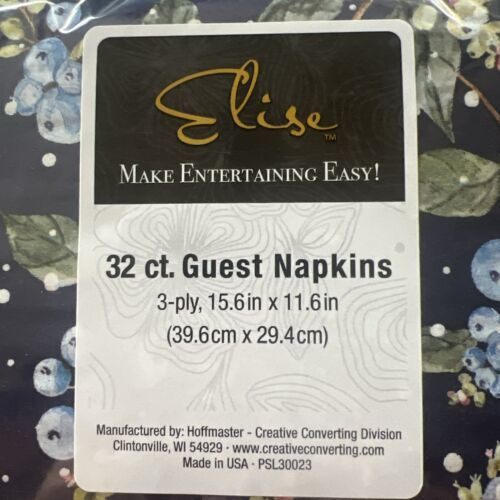 Elise™
MAKE ENTERTAINING EASY!
32 ct. Guest Napkins
3-ply, 15.6in x 11.6in
(39.6cm x 29.4cm)
Manufactured by: Hoffmaster - Creative Converting Division
Clintonville, WI 54929 · www.creativeconverting.com
Made in USA · PSL30023